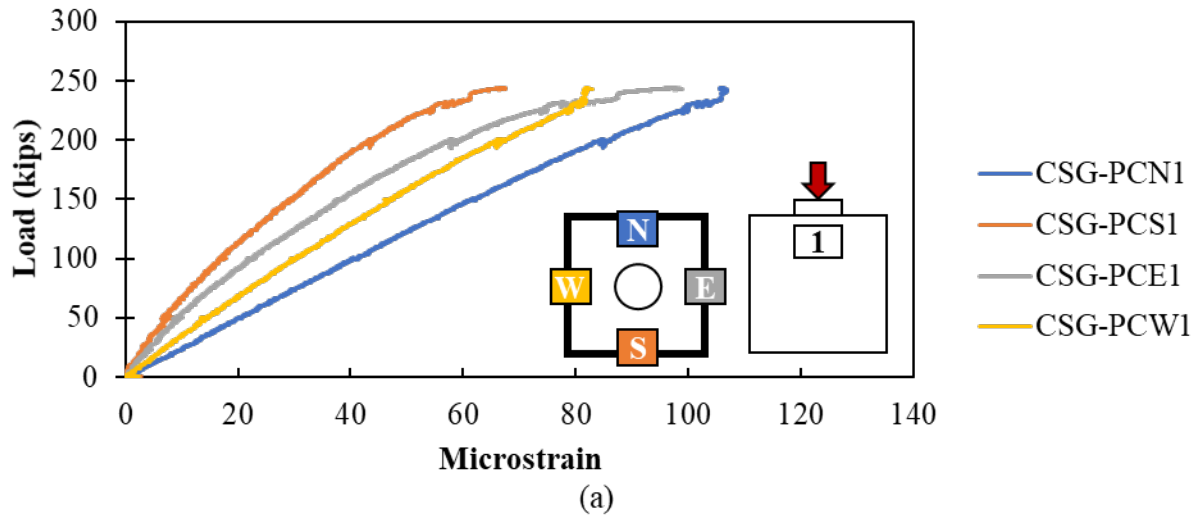 300
250
200
150
100
50
0
Load (kips)
0 20 40 60 80 100 120 140
Microstrain
N
W E
S
1
CSG-PCN1
CSG-PCS1
CSG-PCE1
CSG-PCW1
(a)